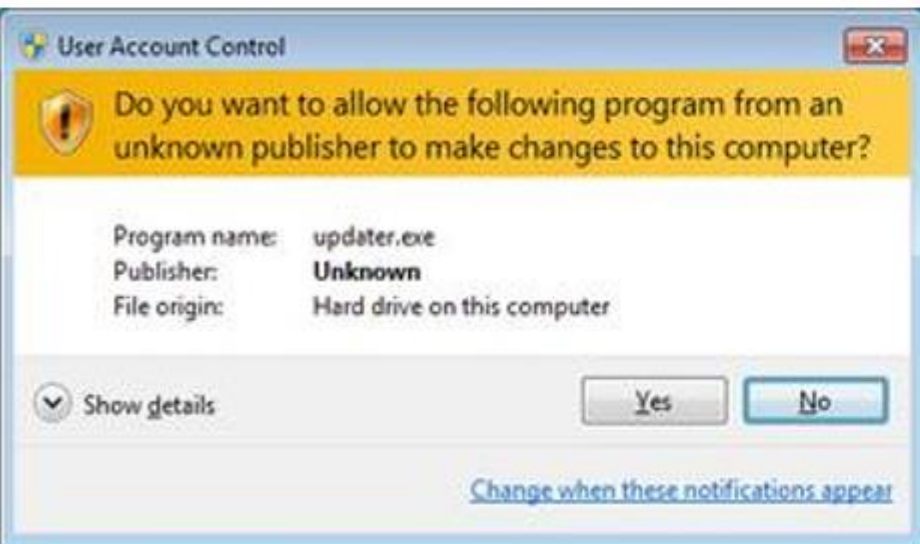 User Account Control
Do you want to allow the following program from an
unknown publisher to make changes to this computer?
Program name: updater.exe
Publisher: Unknown
File origin: Hard drive on this computer
Show details
Yes No
Change when these notifications appear